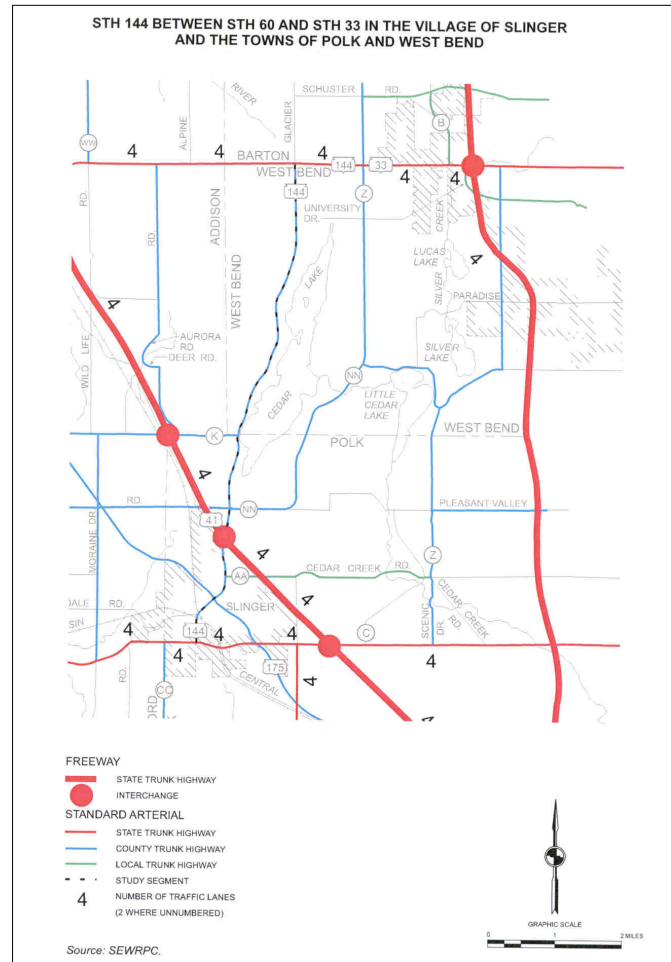 STH 144 BETWEEN STH 60 AND STH 33 IN THE VILLAGE OF SLINGER
AND THE TOWNS OF POLK AND WEST BEND
RIVER
SCHUSTER RD.
ALPINE
GLACIER
B
WW
4 4 4
BARTON
144 33
WEST BEND
4 4
144
Z
RD.
RD.
ADDISON
WEST BEND
UNIVERSITY
DR.
CREEK
LUCAS
LAKE
4
SILVER
PARADISE
LAKE
4
AURORA
RD.
DEER RD.
WILD LIFE
SILVER
LAKE
CEDAR
NN
LITTLE
CEDAR
LAKE
K
POLK
WEST BEND
4
MORAINE DR.
RD.
NN
41
PLEASANT VALLEY
4
AA
CEDAR CREEK RD.
Z
SLINGER
4
DALE RD.
SIN
144
C
SCENIC
DR.
CEDAR CREEK
RD.
4 4 4 4
4
175
RD.
CC
ORD
CENTRAL
4
4
4
FREEWAY
STATE TRUNK HIGHWAY
INTERCHANGE
STANDARD ARTERIAL
STATE TRUNK HIGHWAY
COUNTY TRUNK HIGHWAY
LOCAL TRUNK HIGHWAY
STUDY SEGMENT
4 NUMBER OF TRAFFIC LANES
(2 WHERE UNNUMBERED)
GRAPHIC SCALE
0 1 2 MILES
Source: SEWRPC.